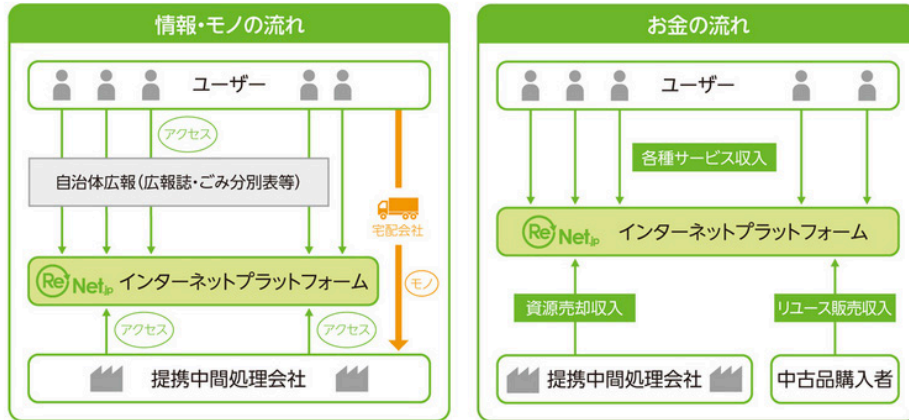 情報・モノの流れ
ユーザー
アクセス
自治体広報（広報誌・ごみ分別表等）
宅配会社
ReNet.jp インターネットプラットフォーム
モノ
アクセス
アクセス
提携中間処理会社
お金の流れ
ユーザー
各種サービス収入
ReNet.jp インターネットプラットフォーム
資源売却収入
リユース販売収入
提携中間処理会社
中古品購入者